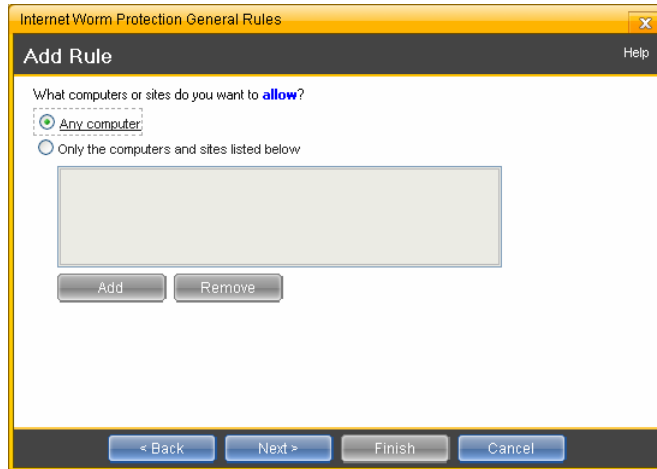 Internet Worm Protection General Rules
X
Add Rule
Help
What computers or sites do you want to allow?
Any computer
Only the computers and sites listed below
Add
Remove
< Back
Next >
Finish
Cancel